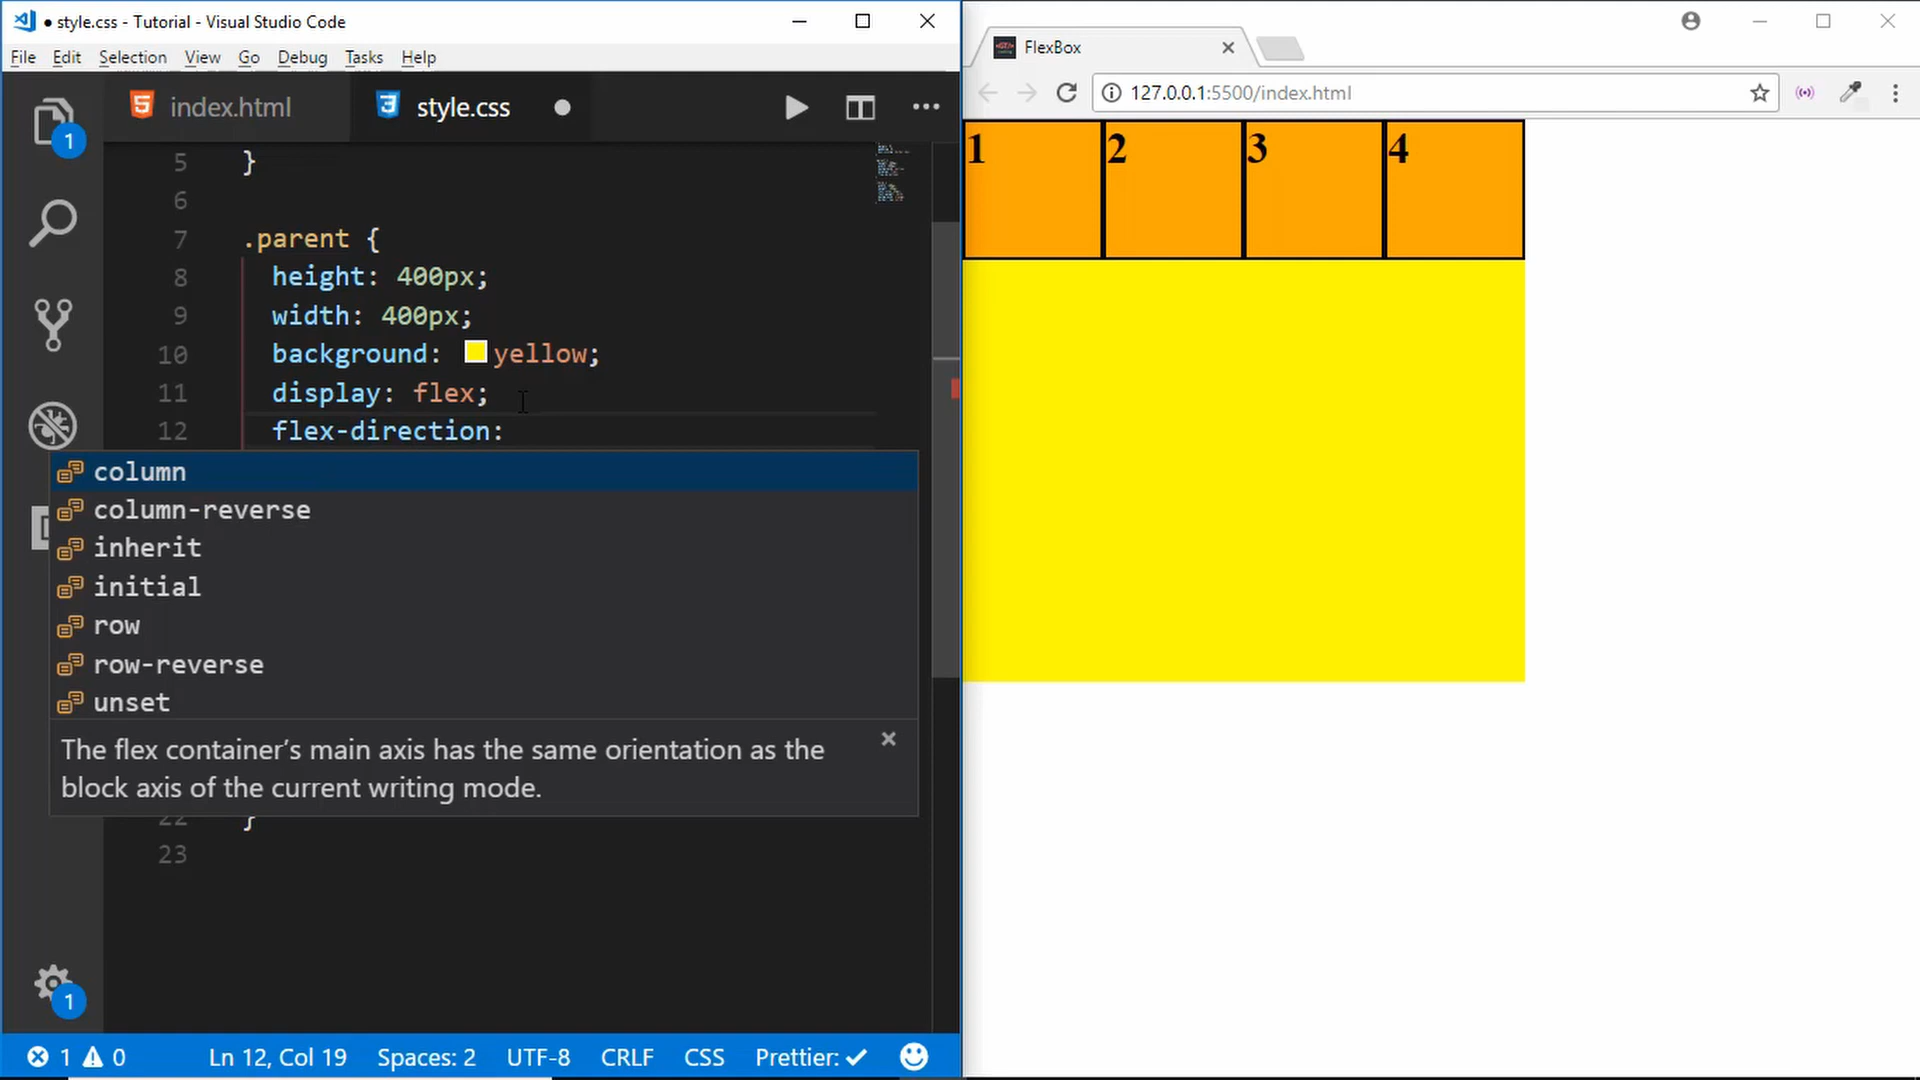 style.css - Tutorial - Visual Studio Code
File Edit Selection View Go Debug Tasks Help
index.html
style.css
1
5 }
6
7 .parent {
8 height: 400px;
9 width: 400px;
10 background: yellow;
11 display: flex;
12 flex-direction:
column
column-reverse
inherit
initial
row
row-reverse
unset
The flex container's main axis has the same orientation as the
block axis of the current writing mode.
22 }
23
1
1 0 Ln 12, Col 19 Spaces: 2 UTF-8 CRLF CSS Prettier: ✓
FlexBox
127.0.0.1:5500/index.html
1 2 3 4